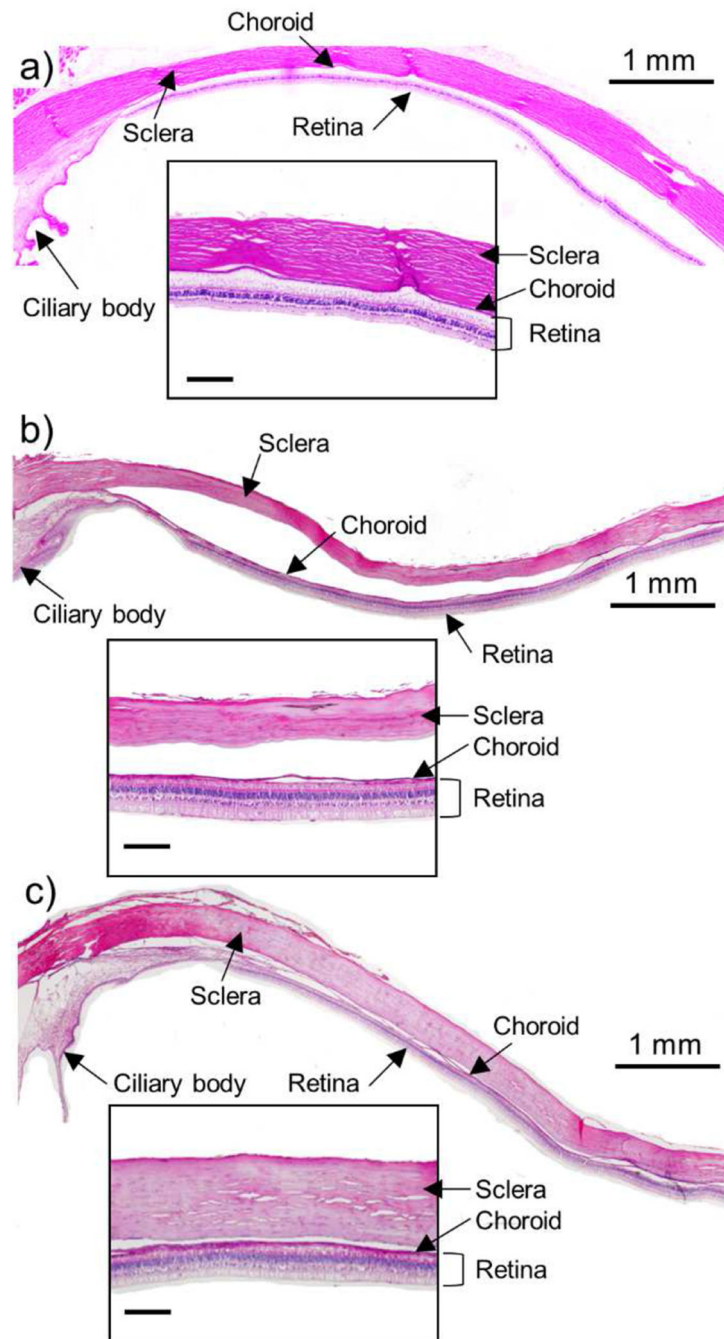 a)
Choroid
1 mm
Sclera
Retina
Ciliary body
Sclera
Choroid
Retina
b)
Sclera
Choroid
1 mm
Ciliary body
Retina
Sclera
Choroid
Retina
c)
Sclera
Choroid
1 mm
Ciliary body
Retina
Sclera
Choroid
Retina